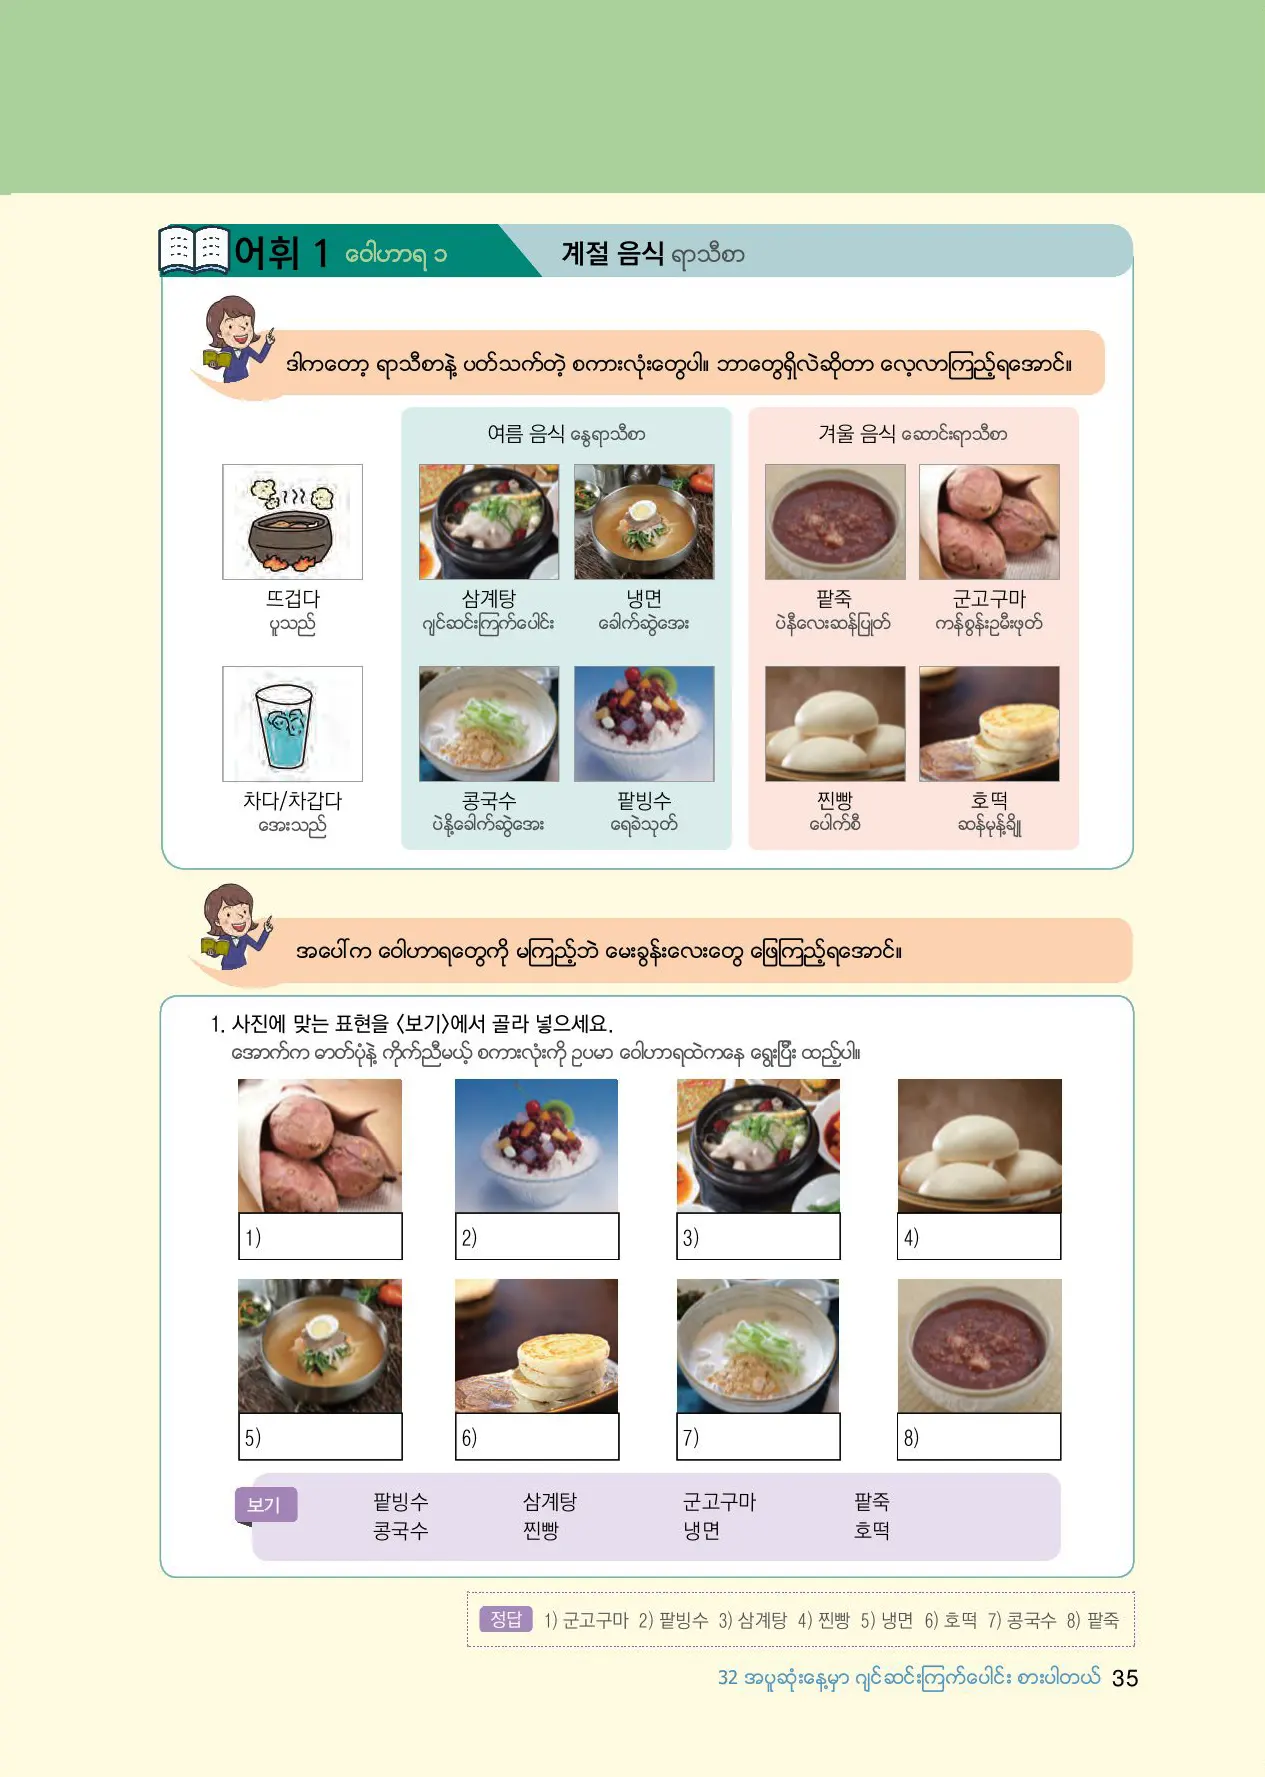 어휘 1 ဝေါဟာရ ၁
계절 음식 ရာသီစာ
ဒါကတော့ ရာသီစာနဲ့ ပတ်သက်တဲ့ စကားလုံးတွေပါ။ ဘာတွေရှိလဲဆိုတာ လေ့လာကြည့်ရအောင်။
여름 음식 နွေရာသီစာ 겨울 음식 ဆောင်းရာသီစာ
뜨겁다 삼계탕 냉면 팥죽 군고구마
ပူသည် ဂျင်ဆင်းကြက်ပေါင်း ခေါက်ဆွဲအေး ပဲနီလေးဆန်ပြုတ် ကန်စွန်းဥမီးဖုတ်
차다/차갑다 콩국수 팥빙수 찐빵 호떡
အေးသည် ပဲနို့ခေါက်ဆွဲအေး ရေခဲသုတ် ပေါက်စီ ဆန်မုန့်ချို
အပေါ်က ဝေါဟာရတွေကို မကြည့်ဘဲ မေးခွန်းလေးတွေ ဖြေကြည့်ရအောင်။
1. 사진에 맞는 표현을 〈보기〉에서 골라 넣으세요.
အောက်က ဓာတ်ပုံနဲ့ ကိုက်ညီမယ့် စကားလုံးကို ဥပမာ ဝေါဟာရထဲကနေ ရွေးပြီး ထည့်ပါ။
1) 2) 3) 4)
5) 6) 7) 8)
보기 팥빙수 삼계탕 군고구마 팥죽
콩국수 찐빵 냉면 호떡
정답 1) 군고구마 2) 팥빙수 3) 삼계탕 4) 찐빵 5) 냉면 6) 호떡 7) 콩국수 8) 팥죽
32 အပူဆုံးနေ့မှာ ဂျင်ဆင်းကြက်ပေါင်း စားပါတယ် 35